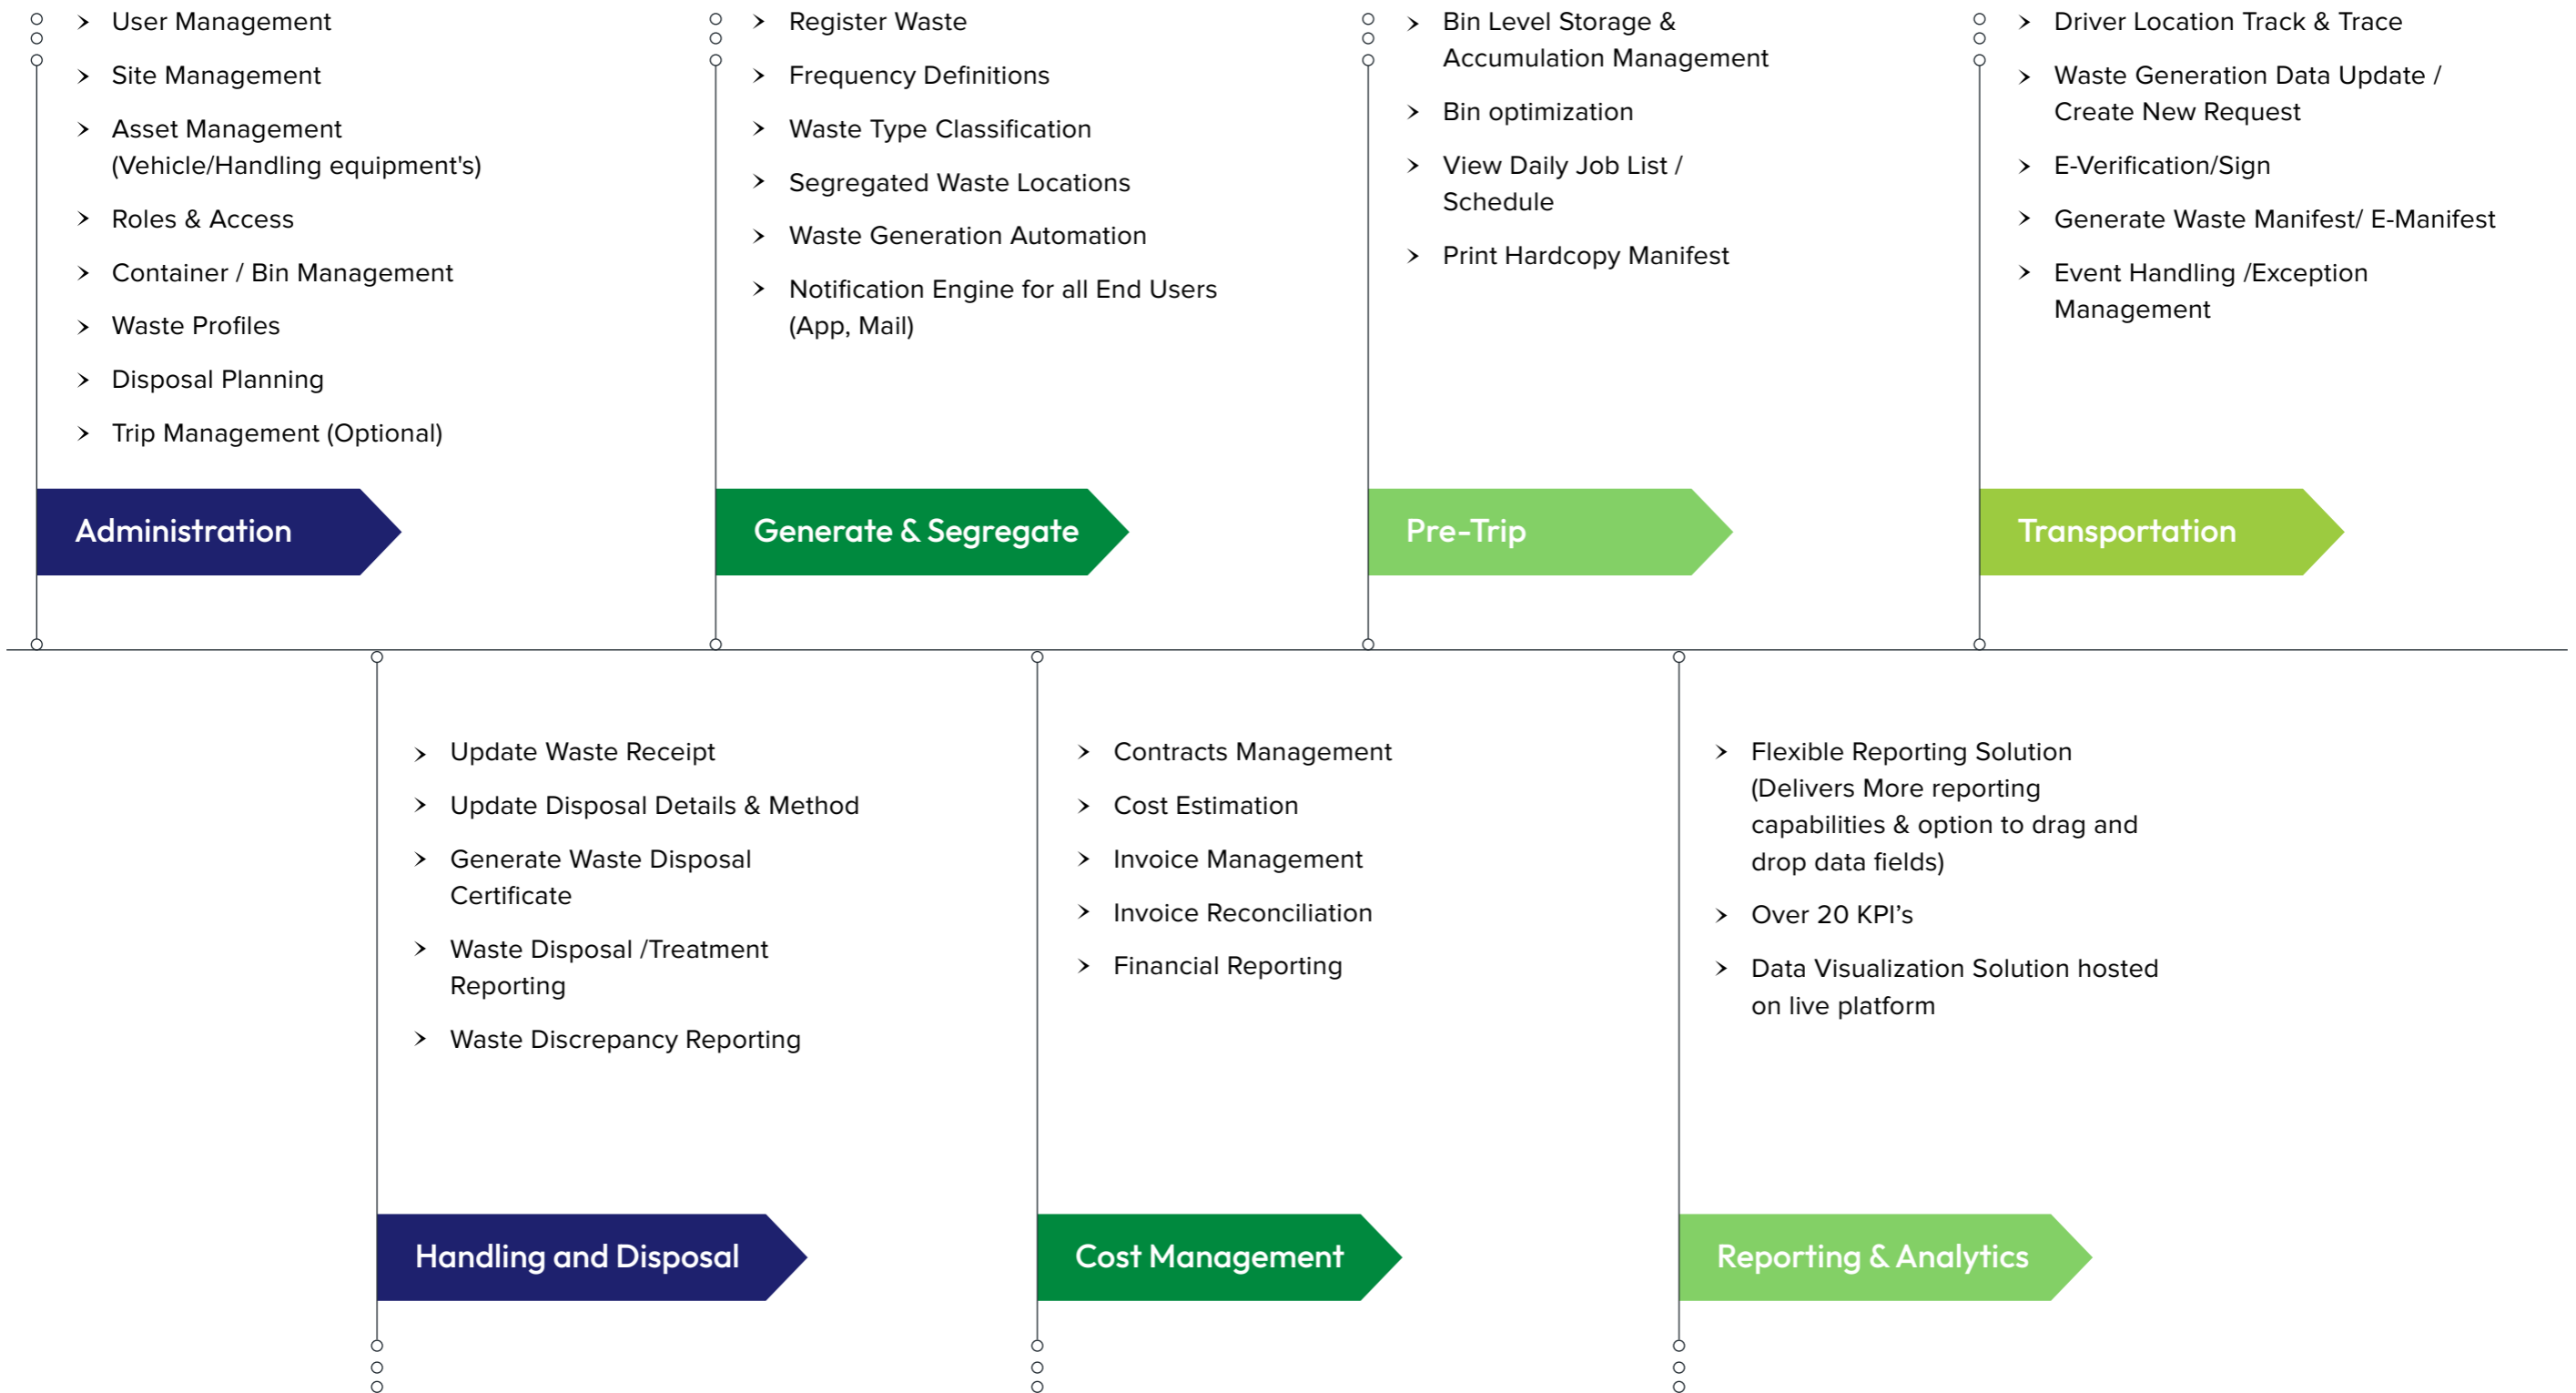 User Management
Site Management
Asset Management
(Vehicle/Handling equipment's)
Roles & Access
Container / Bin Management
Waste Profiles
Disposal Planning
Trip Management (Optional)
Administration
Register Waste
Frequency Definitions
Waste Type Classification
Segregated Waste Locations
Waste Generation Automation
Notification Engine for all End Users
(App, Mail)
Generate & Segregate
Bin Level Storage &
Accumulation Management
Bin optimization
View Daily Job List /
Schedule
Print Hardcopy Manifest
Pre-Trip
Driver Location Track & Trace
Waste Generation Data Update /
Create New Request
E-Verification/Sign
Generate Waste Manifest/ E-Manifest
Event Handling /Exception
Management
Transportation
Update Waste Receipt
Update Disposal Details & Method
Generate Waste Disposal
Certificate
Waste Disposal /Treatment
Reporting
Waste Discrepancy Reporting
Handling and Disposal
Contracts Management
Cost Estimation
Invoice Management
Invoice Reconciliation
Financial Reporting
Cost Management
Flexible Reporting Solution
(Delivers More reporting
capabilities & option to drag and
drop data fields)
Over 20 KPI’s
Data Visualization Solution hosted
on live platform
Reporting & Analytics